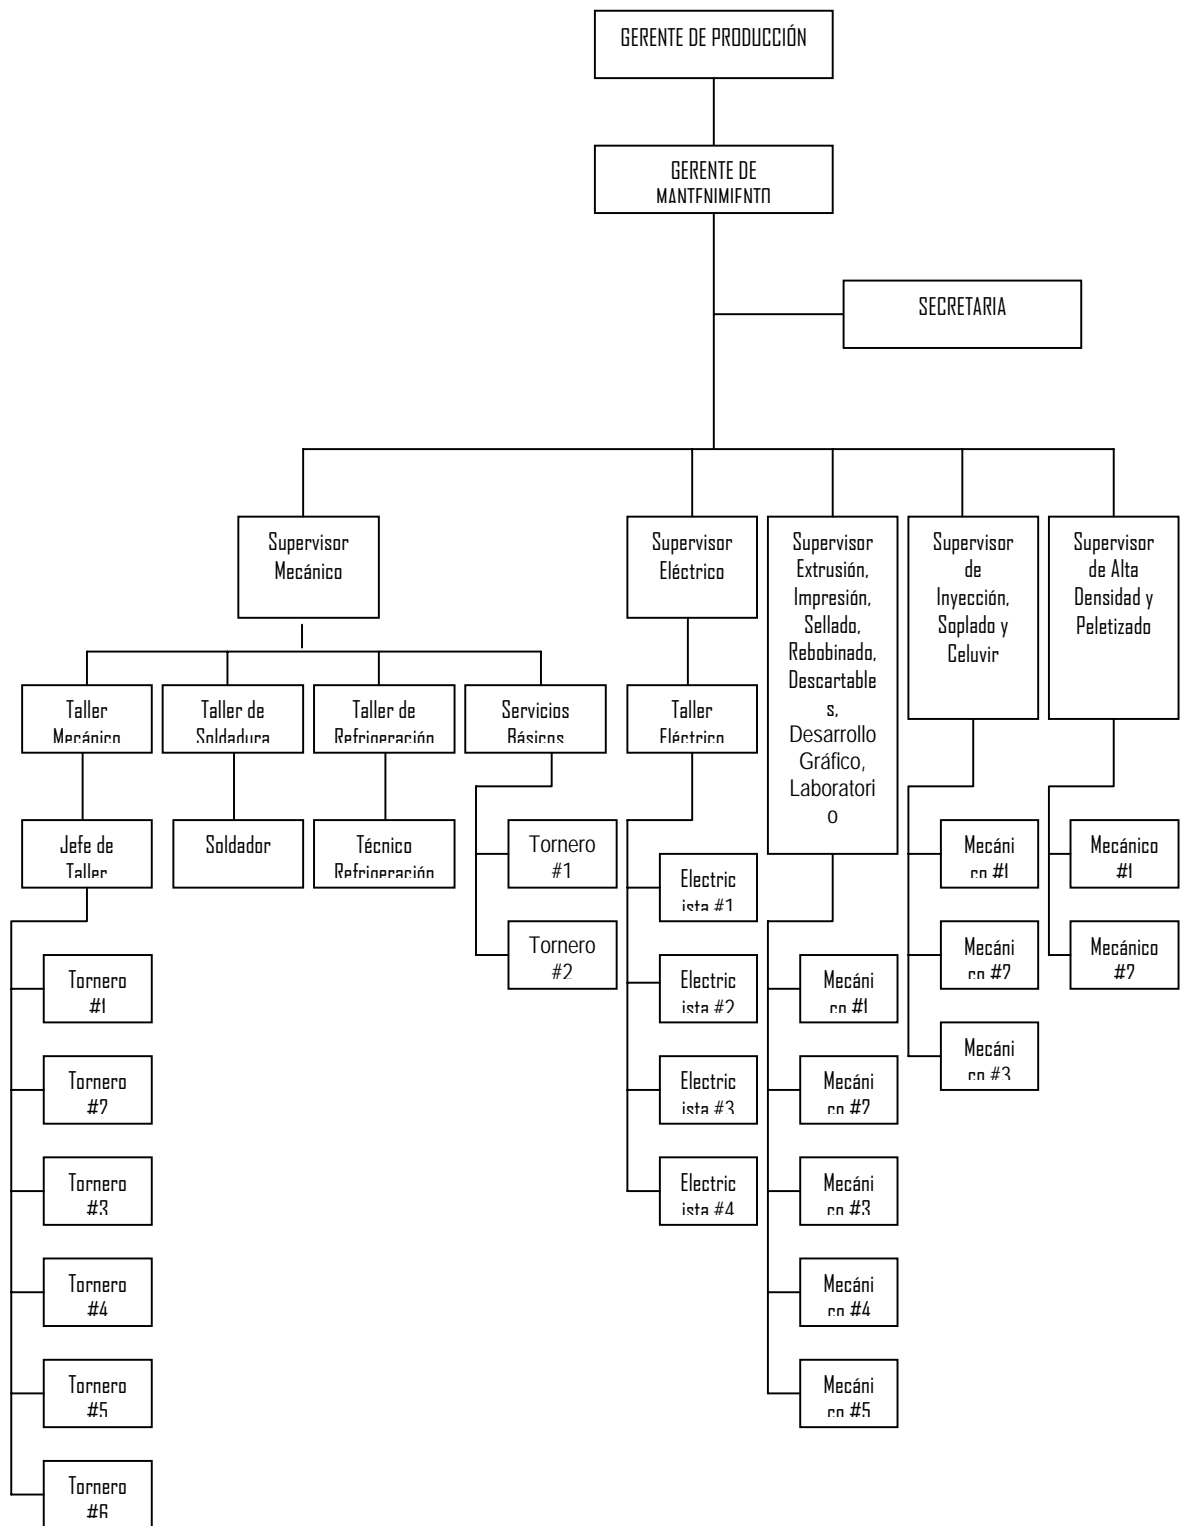 GERENTE DE PRODUCCIÓN
GERENTE DE
MANTENIMIENTO
SECRETARIA
Supervisor
Mecánico
Supervisor
Eléctrico
Supervisor
Extrusión,
Impresión,
Sellado,
Rebobinado,
Descartable
s,
Desarrollo
Gráfico,
Laboratori
o
Supervisor
de
Inyección,
Soplado y
Celuvir
Supervisor
de Alta
Densidad y
Peletizado
Taller
Mecánico
Taller de
Soldadura
Taller de
Refrigeración
Servicios
Básicos
Taller
Eléctrico
Jefe de
Taller
Soldador
Técnico
Refrigeración
Tornero
#1
Tornero
#2
Tornero
#1
Tornero
#2
Tornero
#3
Tornero
#4
Tornero
#5
Tornero
#6
Electric
ista #1
Electric
ista #2
Electric
ista #3
Electric
ista #4
Mecáni
co #1
Mecáni
co #2
Mecáni
co #3
Mecáni
co #4
Mecáni
co #5
Mecáni
co #1
Mecáni
co #2
Mecáni
co #3
Mecánico
#1
Mecánico
#2